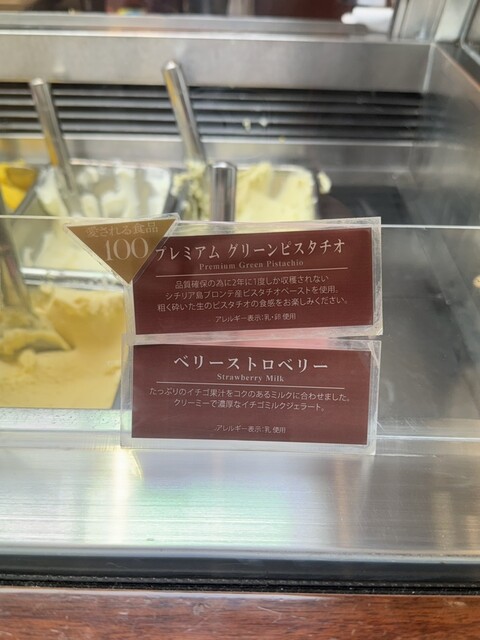 愛される食品
100
プレミアム グリーンピスタチオ
Premium Green Pistachio
品質確保の為に2年に1度しか収穫されない
シチリア島ブロンテ産ピスタチオペーストを使用。
粗く砕いた生のピスタチオの食感をお楽しみください。
アレルギー表示:乳・卵 使用
ベリーストロベリー
Strawberry Milk
たっぷりのイチゴ果汁をコクのあるミルクに合わせました。
クリーミーで濃厚なイチゴミルクジェラート。
アレルギー表示:乳 使用